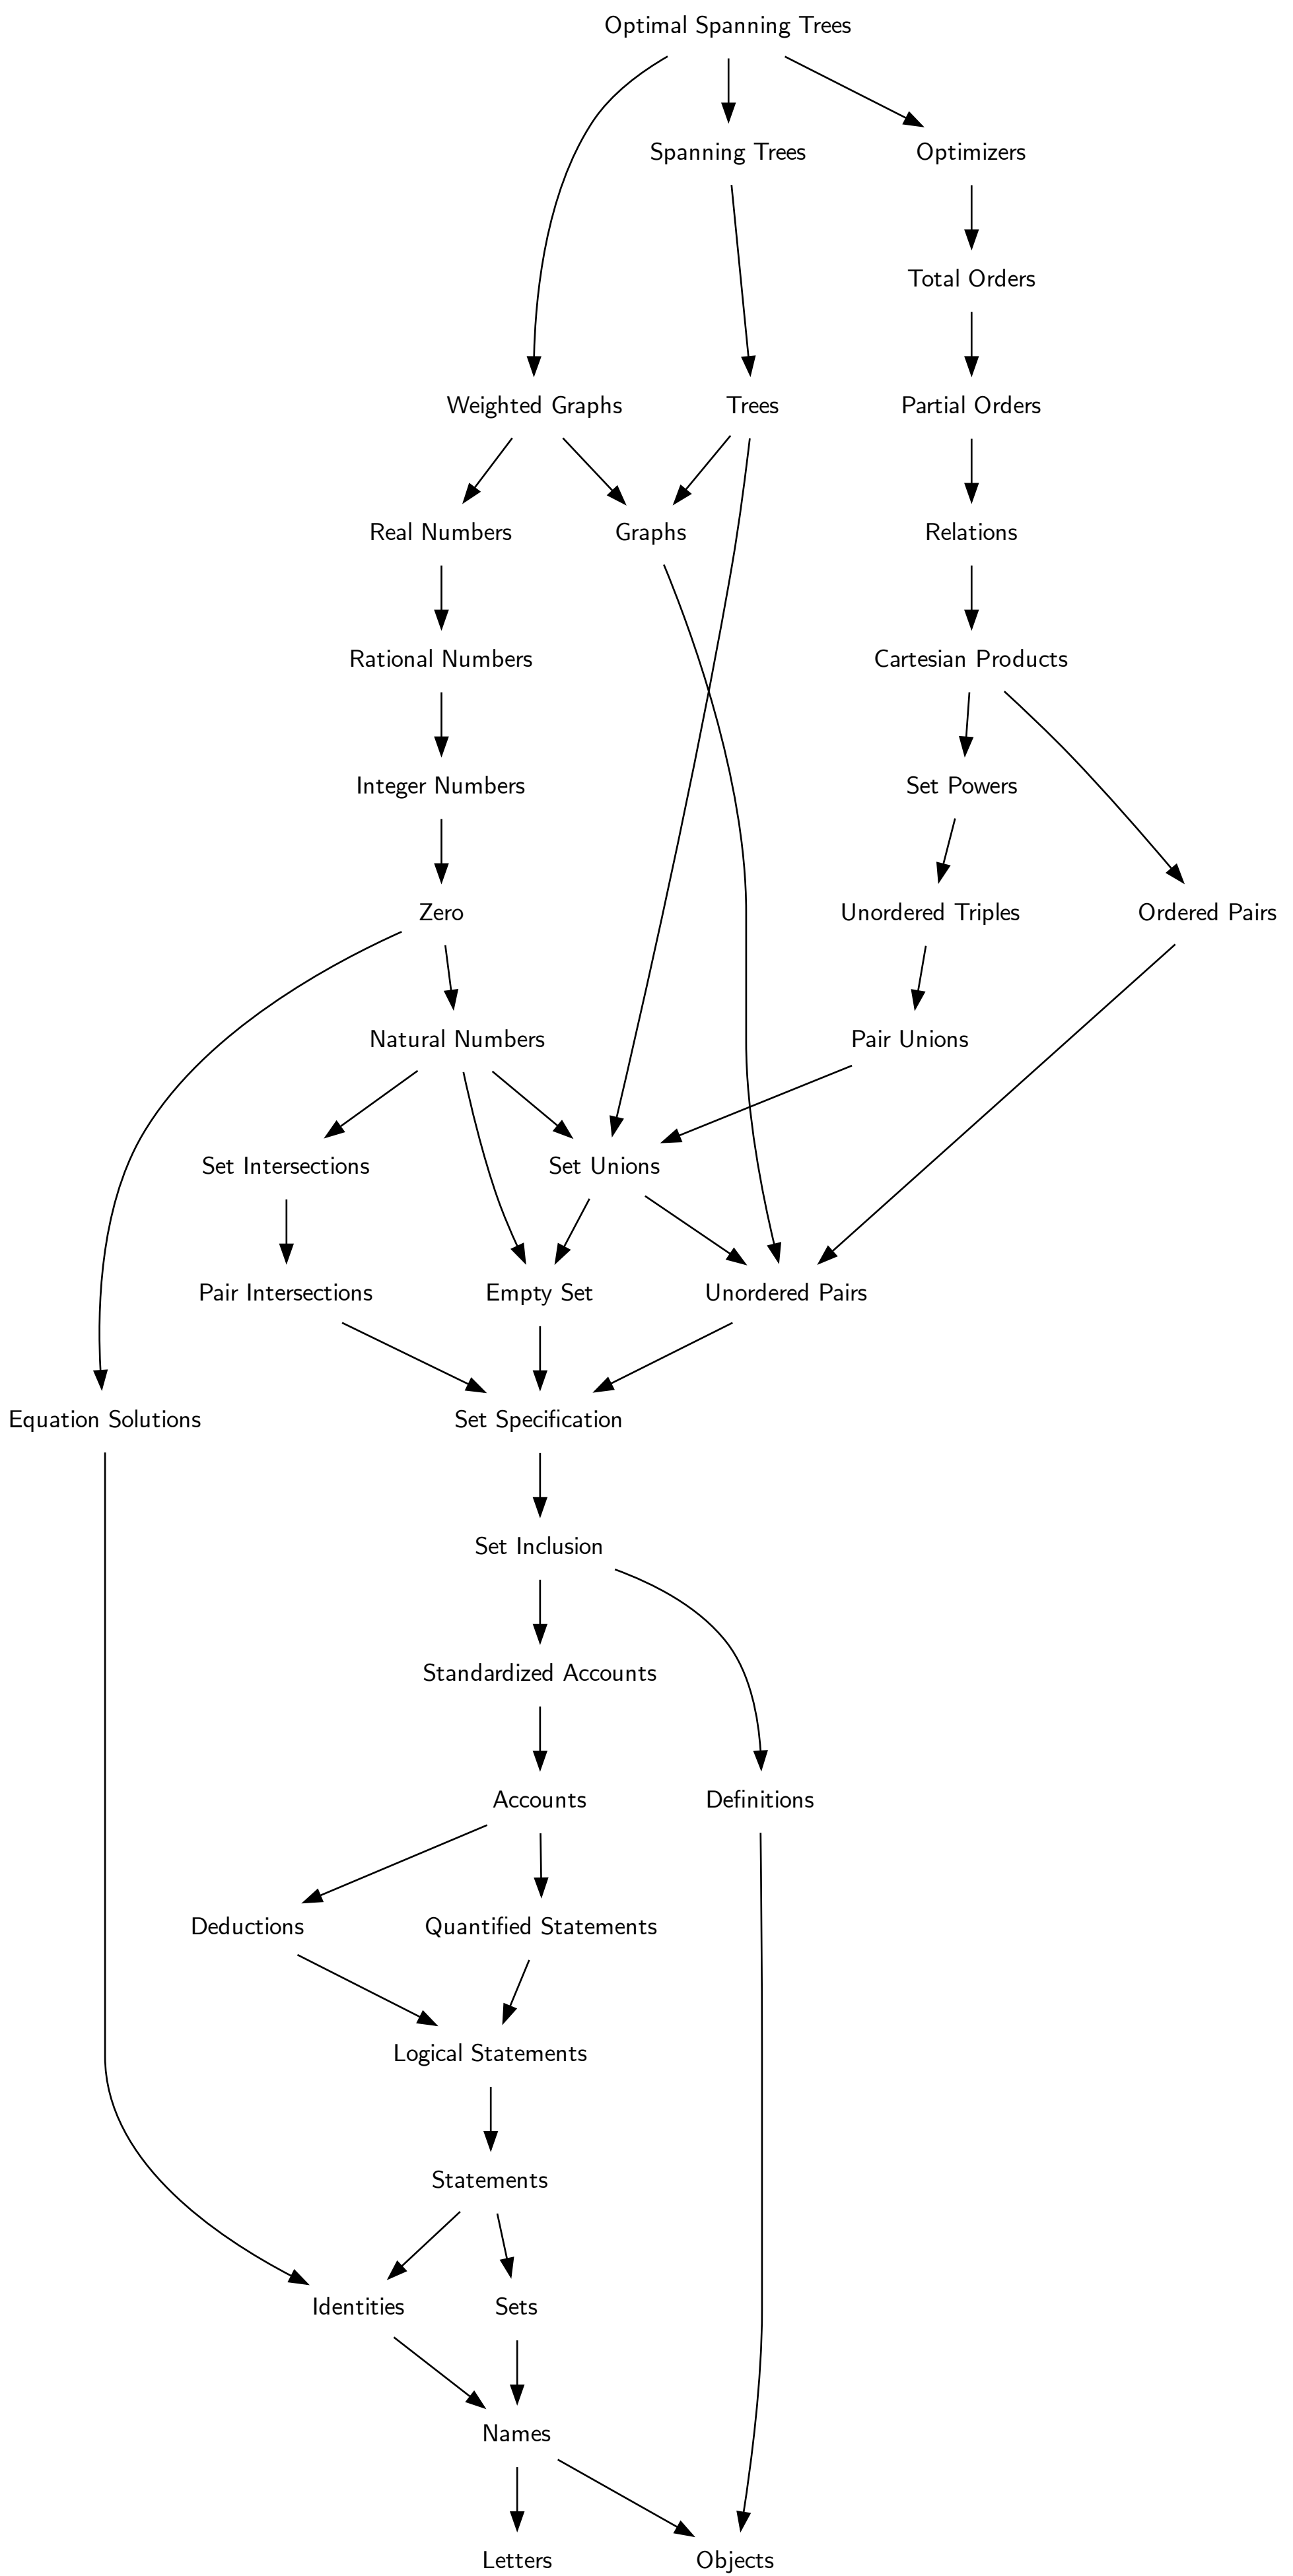 Optimal Spanning Trees
Spanning Trees
Optimizers
Total Orders
Weighted Graphs
Trees
Partial Orders
Real Numbers
Graphs
Relations
Rational Numbers
Cartesian Products
Integer Numbers
Set Powers
Zero
Unordered Triples
Ordered Pairs
Natural Numbers
Pair Unions
Set Intersections
Set Unions
Pair Intersections
Empty Set
Unordered Pairs
Equation Solutions
Set Specification
Set Inclusion
Standardized Accounts
Accounts
Definitions
Deductions
Quantified Statements
Logical Statements
Statements
Identities
Sets
Names
Letters
Objects